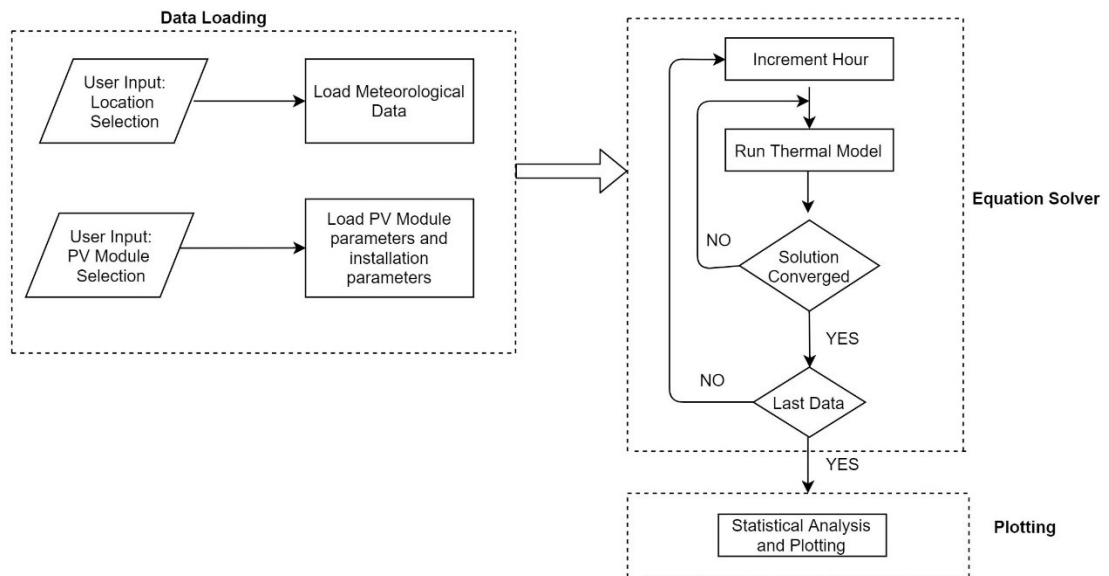 Data Loading
User Input:
Location
Selection
Load Meteorological
Data
User Input:
PV Module
Selection
Load PV Module
parameters and
installation
parameters
Increment Hour
Run Thermal Model
Equation Solver
NO
Solution
Converged
YES
NO
Last Data
YES
Statistical Analysis
and Plotting
Plotting